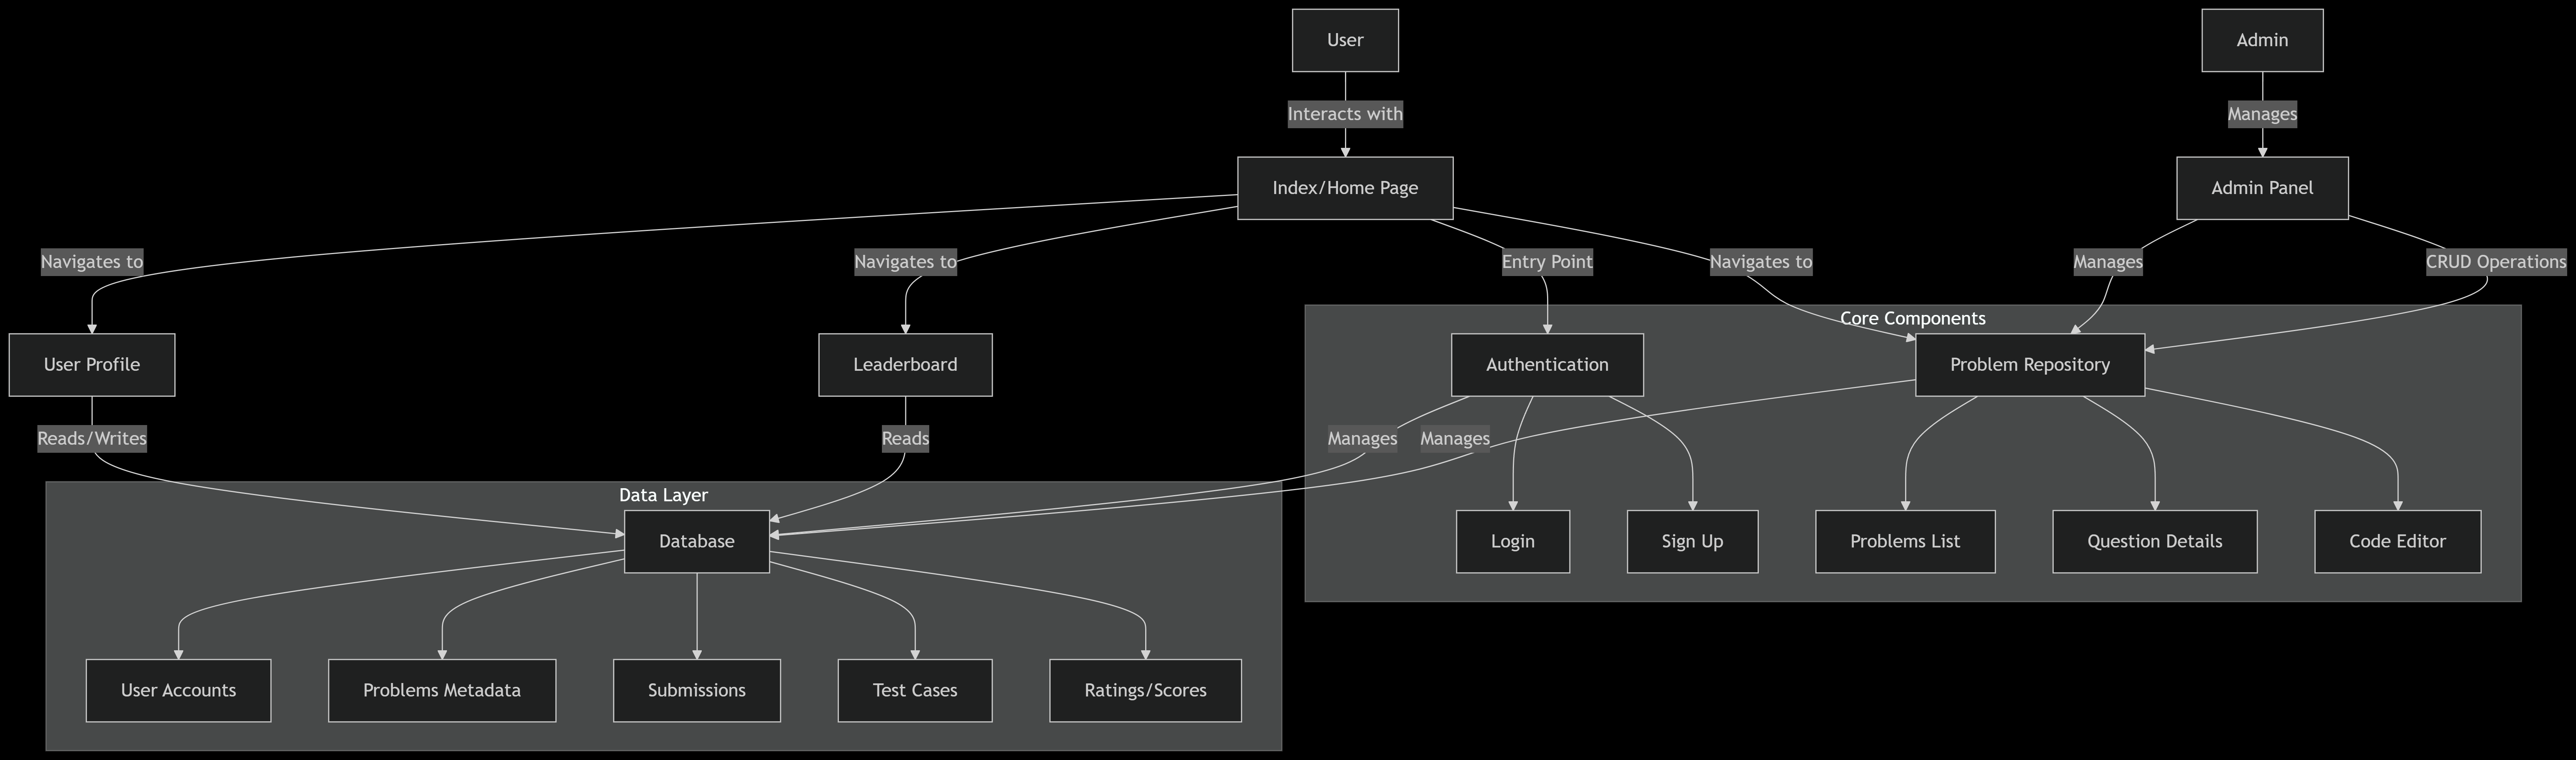 User
Admin
Interacts with
Manages
Index/Home Page
Admin Panel
Navigates to
Navigates to
Entry Point
Navigates to
Manages
CRUD Operations
Core Components
User Profile
Leaderboard
Authentication
Problem Repository
Reads/Writes
Reads
Manages
Manages
Data Layer
Database
Login
Sign Up
Problems List
Question Details
Code Editor
User Accounts
Problems Metadata
Submissions
Test Cases
Ratings/Scores